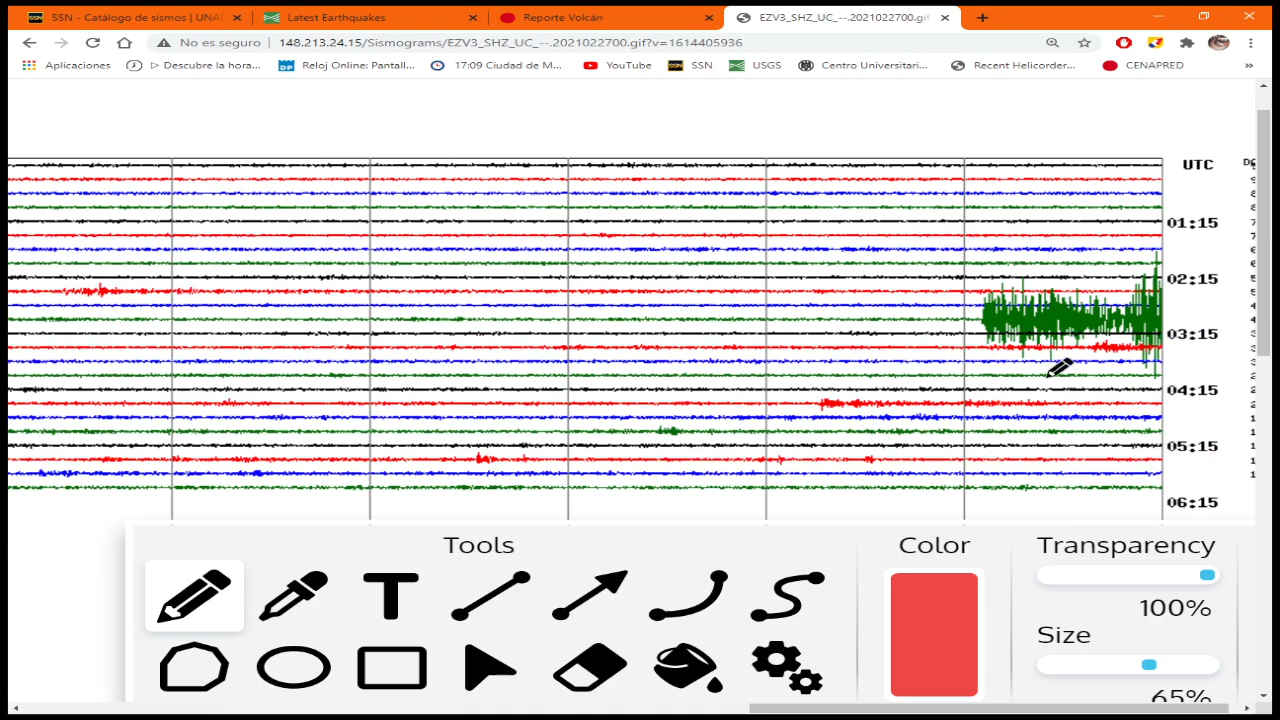 SSN - Catálogo de sismos | UNA
Latest Earthquakes
Reporte Volcán
EZV3_SHZ_UC_--.2021022700.gif
No es seguro
148.213.24.15/Sismograms/EZV3_SHZ_UC_--.2021022700.gif?v=1614405936
Aplicaciones
▷ Descubre la hora...
DP
Reloj Online: Pantall...
17:09 Ciudad de M...
YouTube
SSN
SSN
USGS
Centro Universitari...
Recent Helicorder...
CENAPRED
»
UTC
01:15
02:15
03:15
04:15
05:15
06:15
Tools
Color
Transparency
100%
Size
65%
T